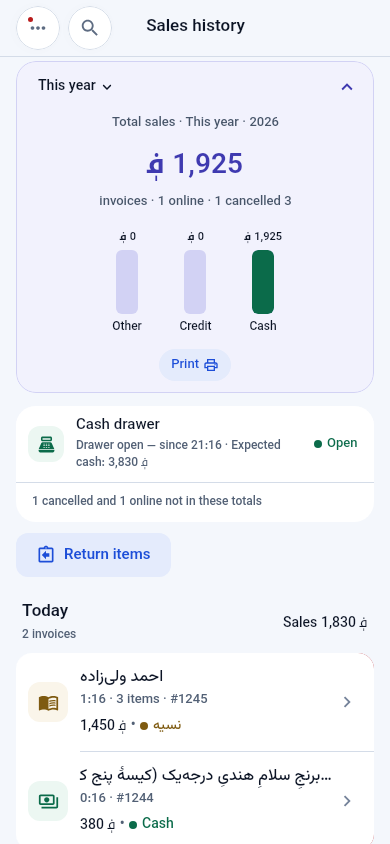 Sales history
This year
Total sales · This year · 2026
؋ 1,925
invoices · 1 online · 1 cancelled 3
؋ 0
؋ 0
؋ 1,925
Other
Credit
Cash
Print
Cash drawer
Drawer open — since 21:16 · Expected
cash: 3,830 ؋
Open
1 cancelled and 1 online not in these totals
Return items
Today
Sales 1,830 ؋
2 invoices
احمد ولی‌زاده
1:16 · 3 items · #1245
1,450 ؋ • نسیه
برنجِ سلامِ هندیِ درجه‌یک (کیسهٔ پنج ک...
0:16 · #1244
380 ؋ • Cash